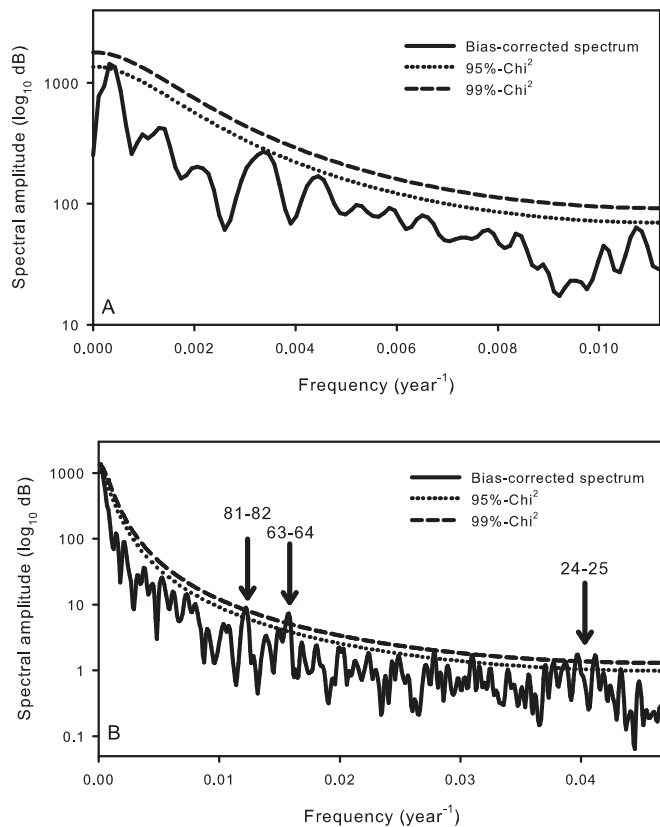 Bias-corrected spectrum
95%-Chi²
99%-Chi²
1000
100
10
Spectral amplitude (log₁₀ dB)
A
0.000 0.002 0.004 0.006 0.008 0.010
Frequency (year⁻¹)
Bias-corrected spectrum
95%-Chi²
99%-Chi²
81-82
63-64
24-25
1000
100
10
1
0.1
Spectral amplitude (log₁₀ dB)
B
0.00 0.01 0.02 0.03 0.04
Frequency (year⁻¹)